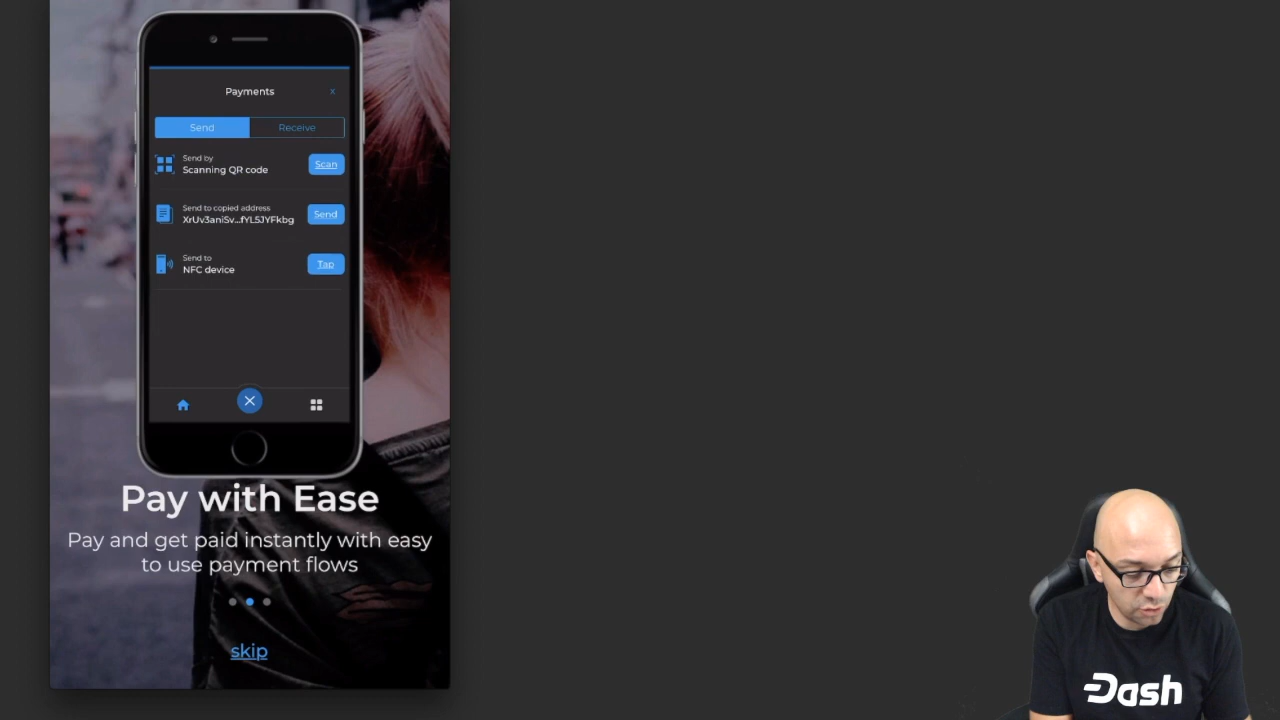 Payments
x
Send
Receive
Send by
Scanning QR code
Scan
Send to copied address
XrUv3aniSv...fYL5JYFkbg
Send
Send to
NFC device
Tap
Pay with Ease
Pay and get paid instantly with easy
to use payment flows
skip
Dash